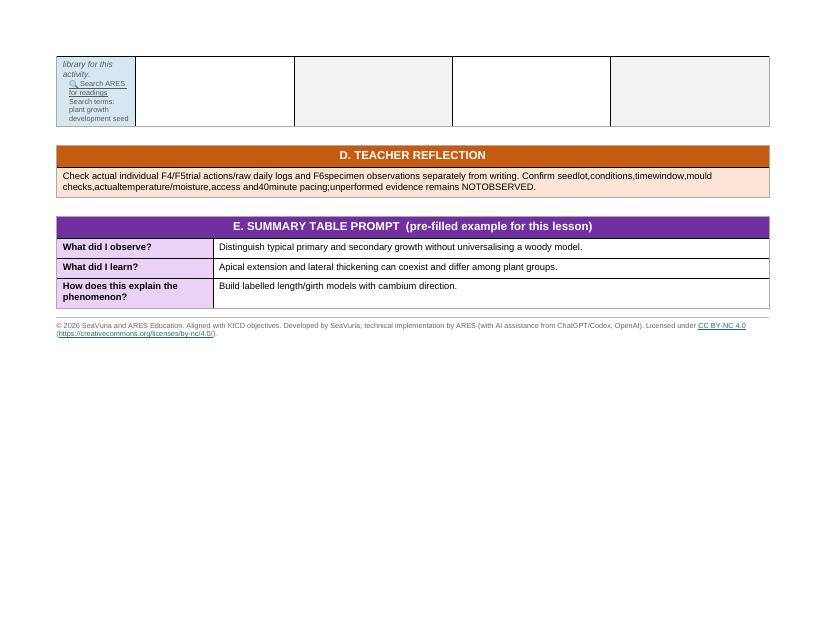 library for this
activity.
🔍 Search ARES
for readings
Search terms:
plant growth
development seed
D. TEACHER REFLECTION
Check actual individual F4/F5trial actions/raw daily logs and F6specimen observations separately from writing. Confirm seedlot,conditions,timewindow,mould
checks,actualtemperature/moisture,access and40minute pacing;unperformed evidence remains NOTOBSERVED.
E. SUMMARY TABLE PROMPT (pre-filled example for this lesson)
What did I observe?
Distinguish typical primary and secondary growth without universalising a woody model.
What did I learn?
Apical extension and lateral thickening can coexist and differ among plant groups.
How does this explain the
phenomenon?
Build labelled length/girth models with cambium direction.
© 2026 SeaVuria and ARES Education. Aligned with KICD objectives. Developed by SeaVuria; technical implementation by ARES (with AI assistance from ChatGPT/Codex, OpenAI). Licensed under CC BY-NC 4.0
(https://creativecommons.org/licenses/by-nc/4.0/).